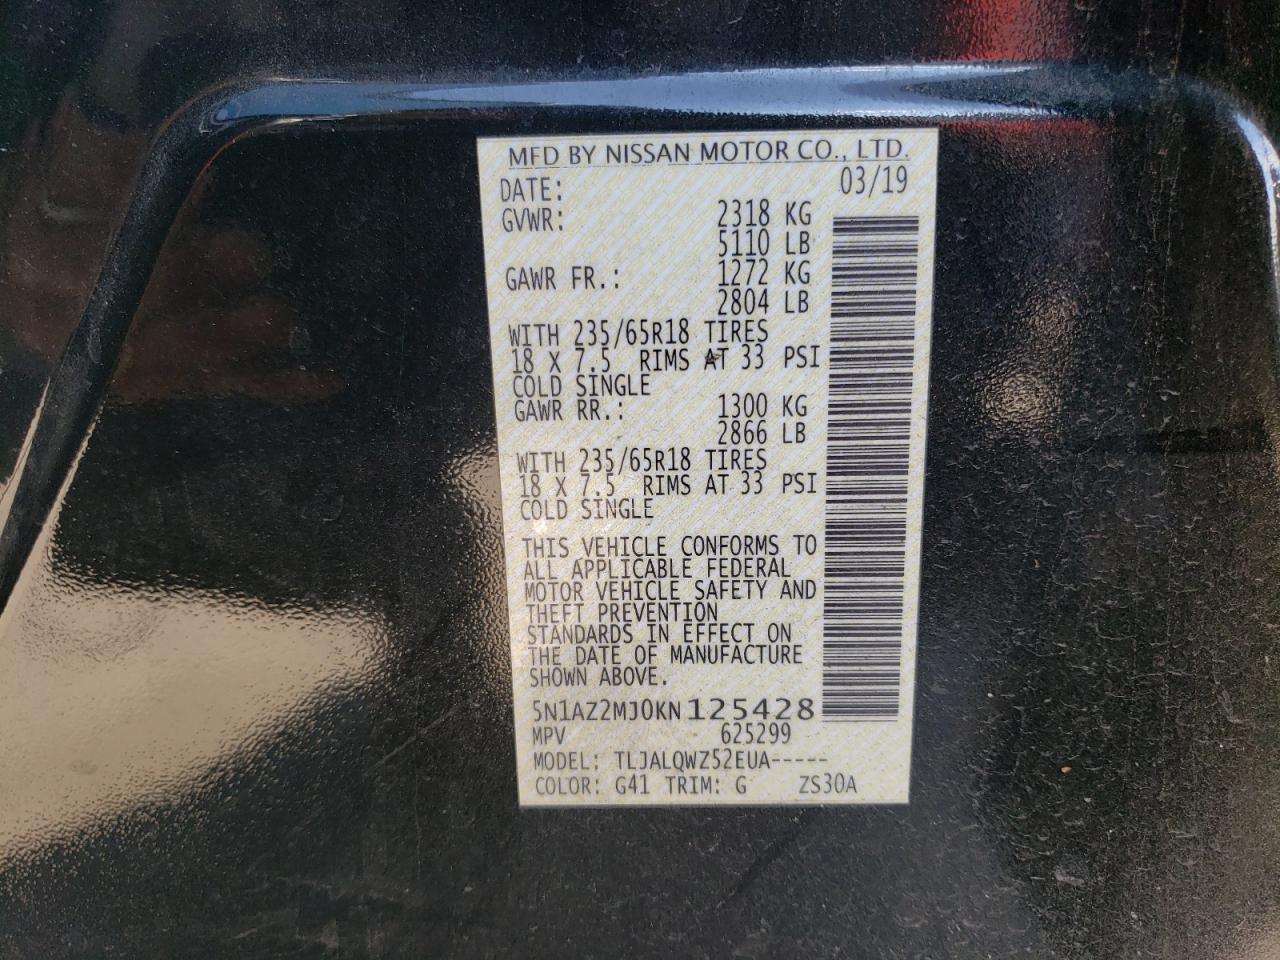 MFD BY NISSAN MOTOR CO., LTD.
DATE: 03/19
GVWR: 2318 KG
5110 LB
GAWR FR.: 1272 KG
2804 LB
WITH 235/65R18 TIRES
18 X 7.5 RIMS AT 33 PSI
COLD SINGLE
GAWR RR.: 1300 KG
2866 LB
WITH 235/65R18 TIRES
18 X 7.5 RIMS AT 33 PSI
COLD SINGLE
THIS VEHICLE CONFORMS TO
ALL APPLICABLE FEDERAL
MOTOR VEHICLE SAFETY AND
THEFT PREVENTION
STANDARDS IN EFFECT ON
THE DATE OF MANUFACTURE
SHOWN ABOVE.
5N1AZ2MJ0KN125428
MPV 625299
MODEL: TLJALQWZ52EUA-----
COLOR: G41 TRIM: G ZS30A